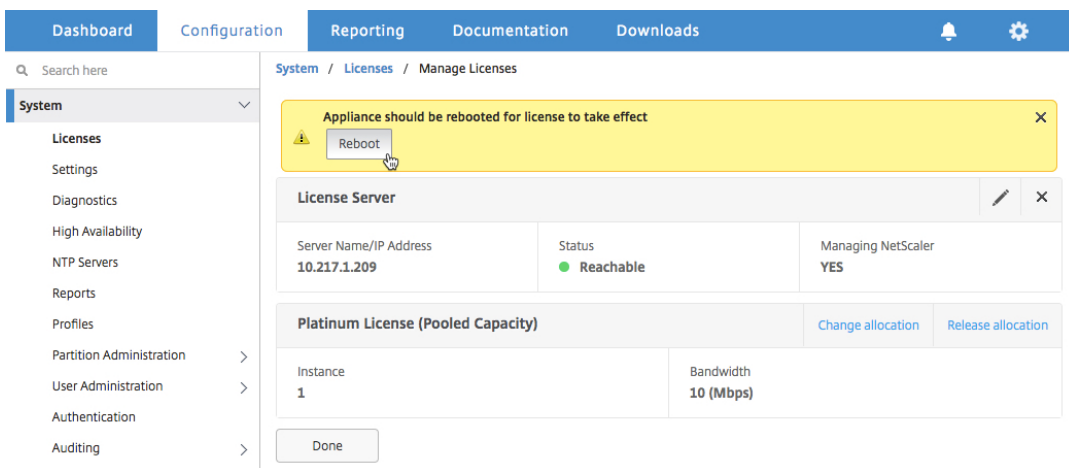 Dashboard Configuration Reporting Documentation Downloads
Search here
System
Licenses
Settings
Diagnostics
High Availability
NTP Servers
Reports
Profiles
Partition Administration
User Administration
Authentication
Auditing
System / Licenses / Manage Licenses
Appliance should be rebooted for license to take effect
Reboot
License Server
Server Name/IP Address
10.217.1.209
Status
Reachable
Managing NetScaler
YES
Platinum License (Pooled Capacity)
Change allocation
Release allocation
Instance
1
Bandwidth
10 (Mbps)
Done